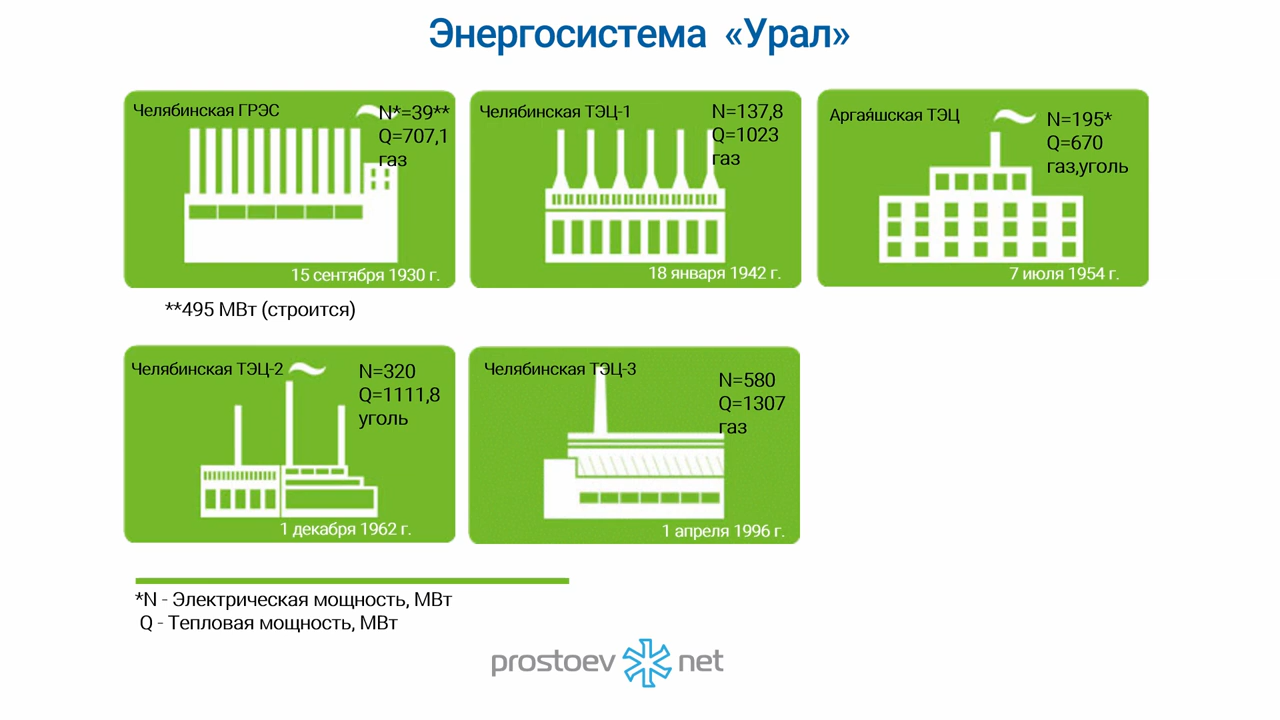 Энергосистема «Урал»
Челябинская ГРЭС
N*=39**
Q=707,1
газ
15 сентября 1930 г.
Челябинская ТЭЦ-1
N=137,8
Q=1023
газ
18 января 1942 г.
Аргая́шская ТЭЦ
N=195*
Q=670
газ,уголь
7 июля 1954 г.
**495 МВт (строится)
Челябинская ТЭЦ-2
N=320
Q=1111,8
уголь
1 декабря 1962 г.
Челябинская ТЭЦ-3
N=580
Q=1307
газ
1 апреля 1996 г.
*N - Электрическая мощность, МВт
Q - Тепловая мощность, МВт
prostoev net